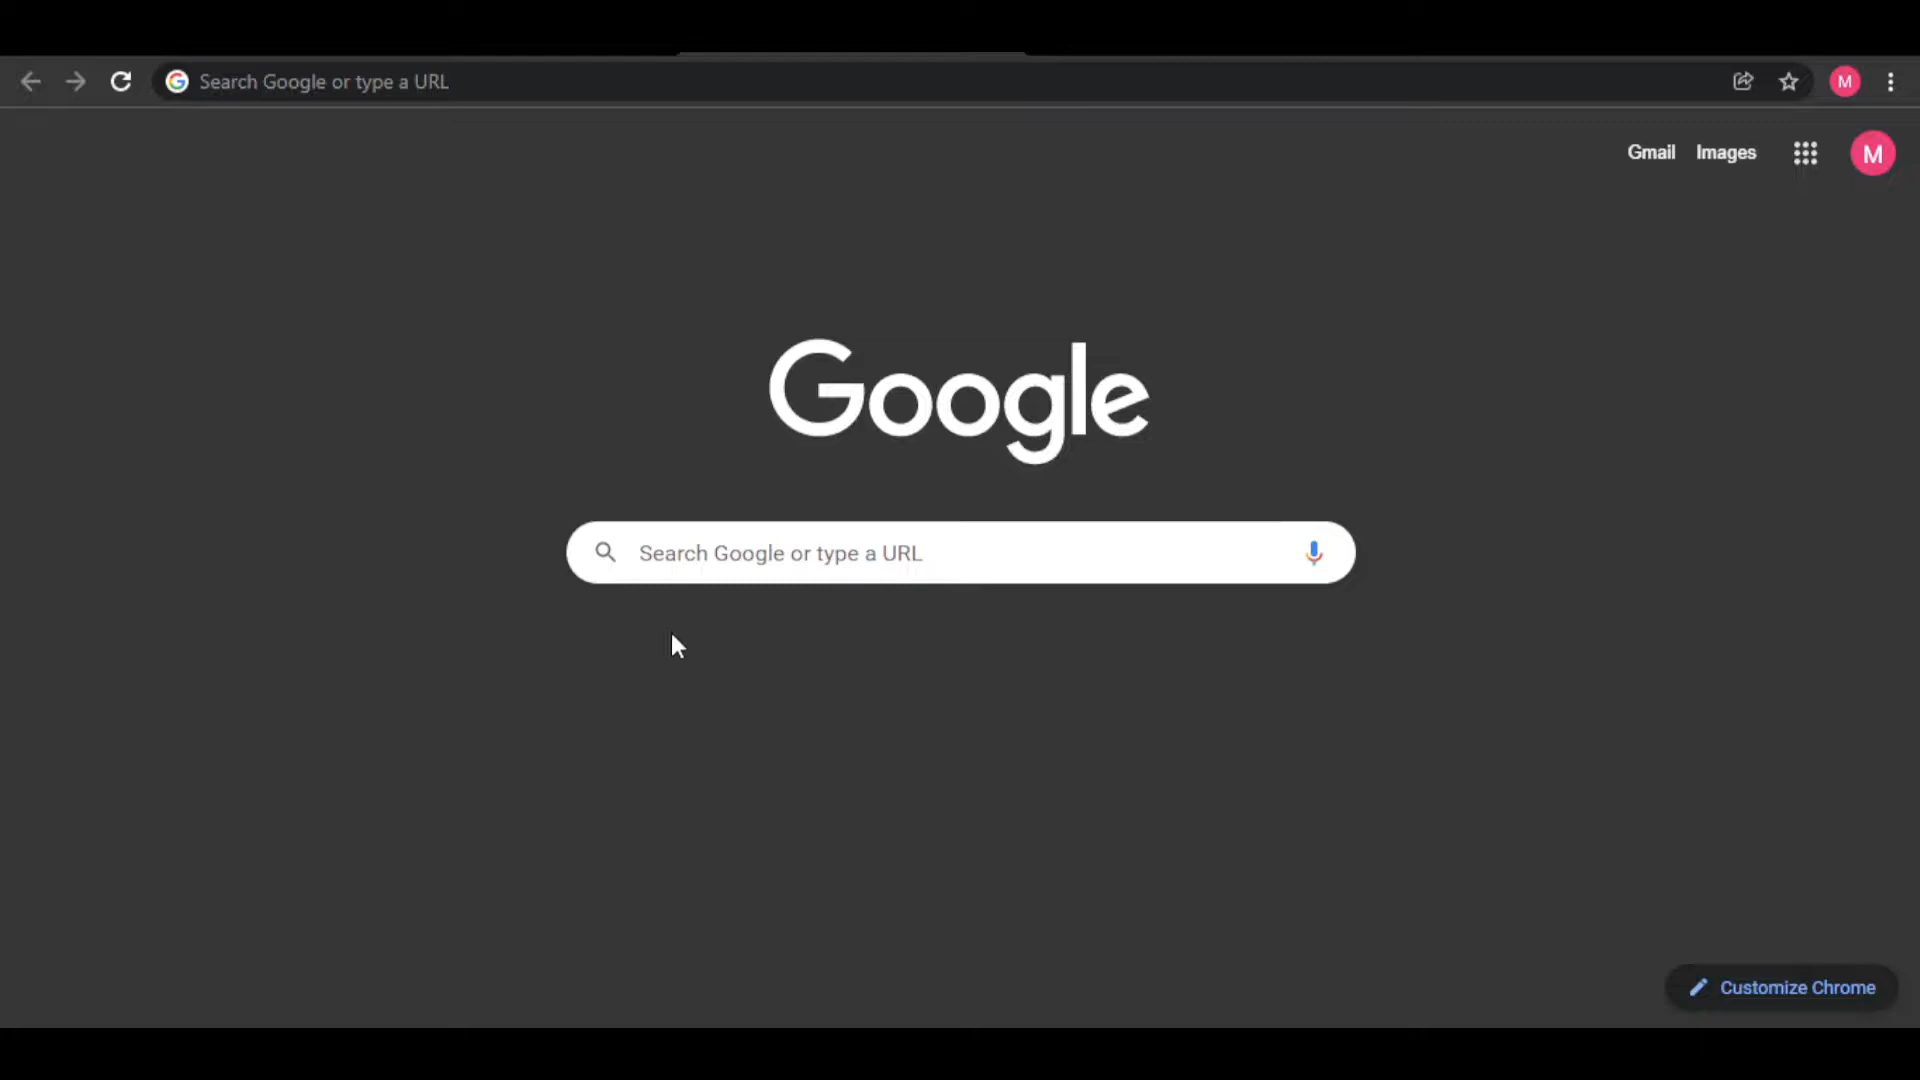 Search Google or type a URL
M
Gmail
Images
M
Google
Search Google or type a URL
Customize Chrome